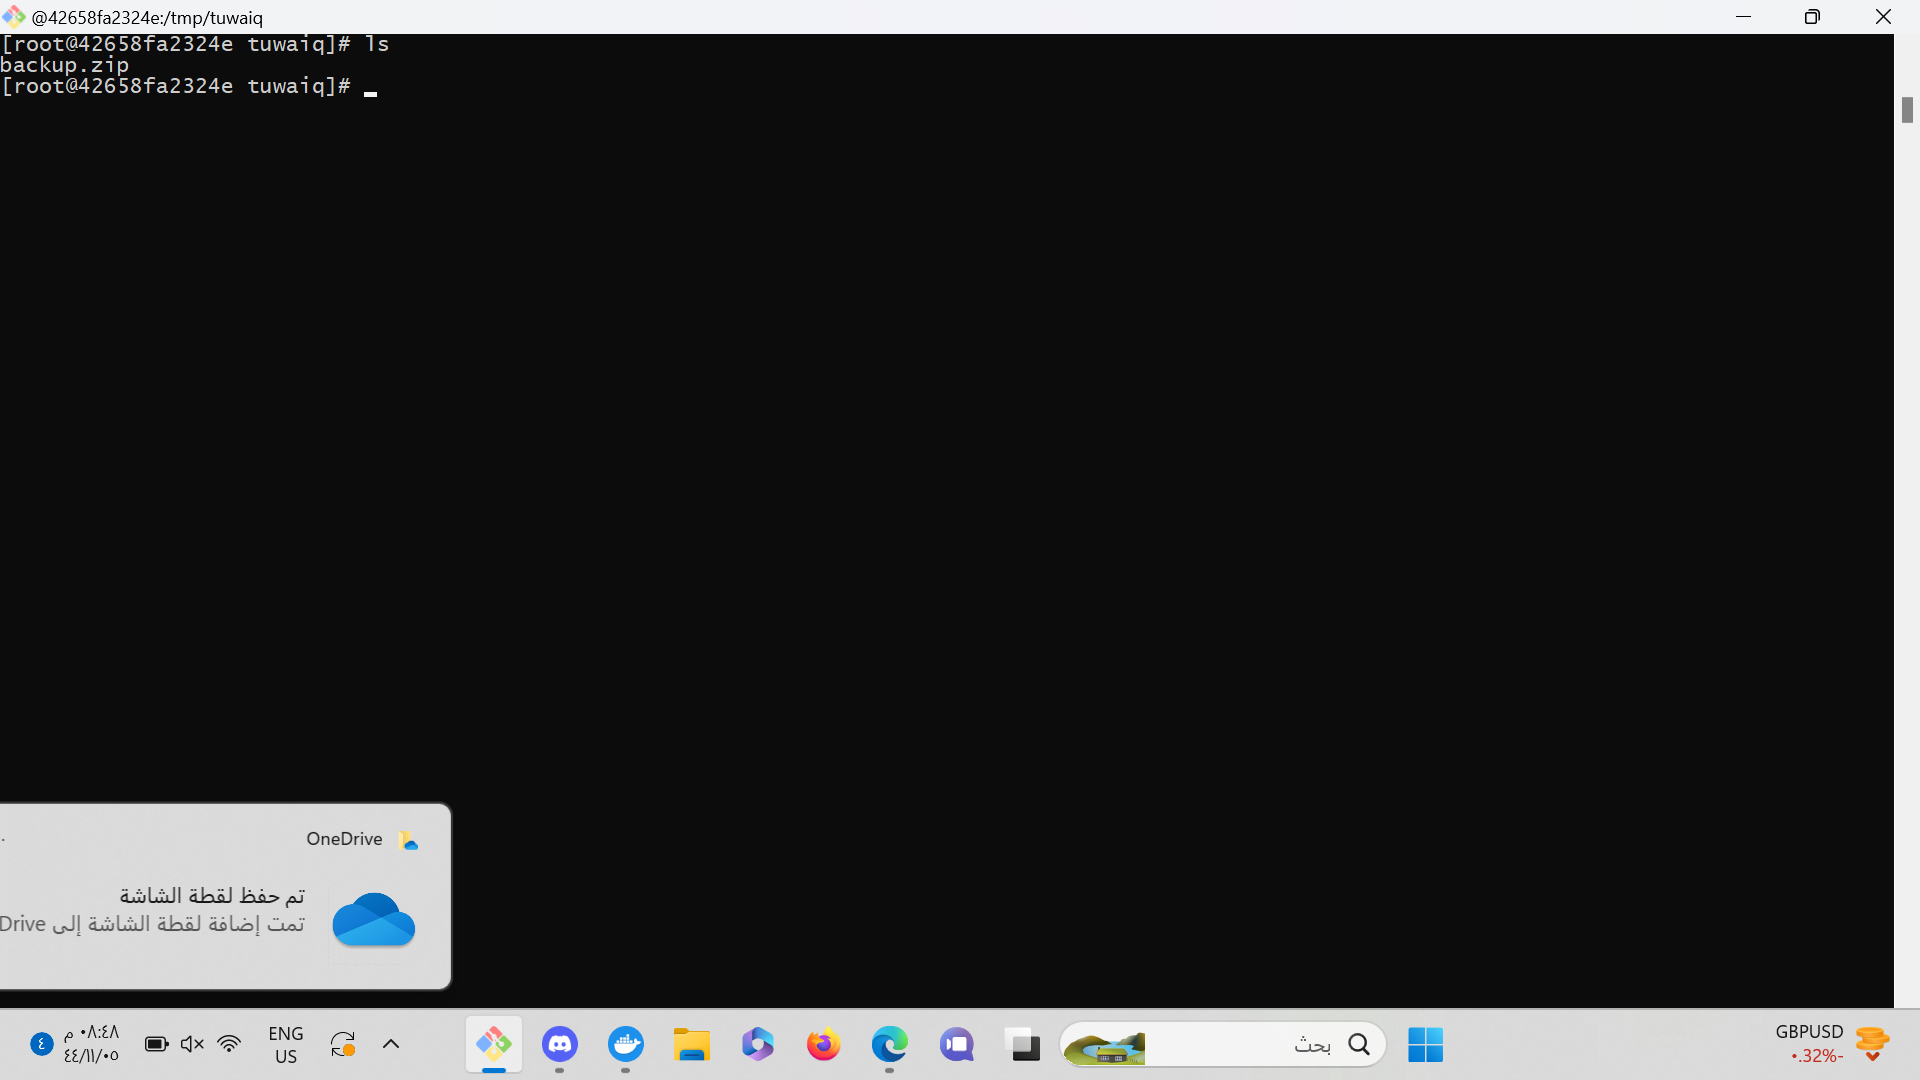 @42658fa2324e:/tmp/tuwaiq
[root@42658fa2324e tuwaiq]# ls
backup.zip
[root@42658fa2324e tuwaiq]# _
OneDrive
تم حفظ لقطة الشاشة
تمت إضافة لقطة الشاشة إلى Drive
٤
٠٨:٤٨ م
٤٤/١١/٠٥
ENG
US
بحث
GBPUSD
٠.32%-